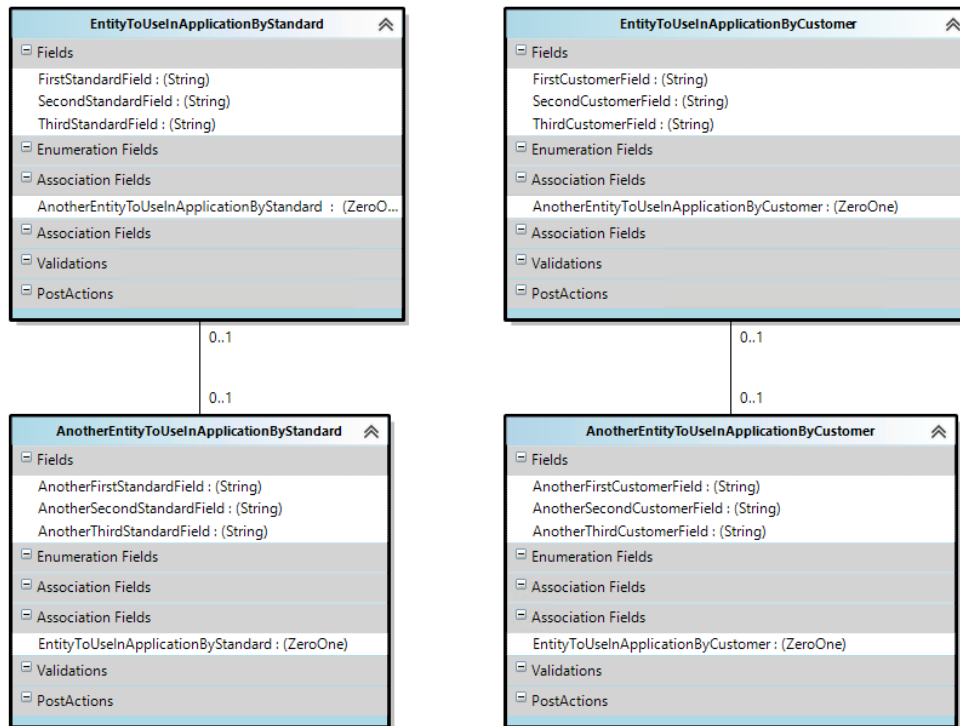 EntityToUseInApplicationByStandard
Fields
FirstStandardField : (String)
SecondStandardField : (String)
ThirdStandardField : (String)
Enumeration Fields
Association Fields
AnotherEntityToUseInApplicationByStandard : (ZeroO...
Association Fields
Validations
PostActions
EntityToUseInApplicationByCustomer
Fields
FirstCustomerField : (String)
SecondCustomerField : (String)
ThirdCustomerField : (String)
Enumeration Fields
Association Fields
AnotherEntityToUseInApplicationByCustomer : (ZeroOne)
Association Fields
Validations
PostActions
0..1
0..1
0..1
0..1
AnotherEntityToUseInApplicationByStandard
Fields
AnotherFirstStandardField : (String)
AnotherSecondStandardField : (String)
AnotherThirdStandardField : (String)
Enumeration Fields
Association Fields
Association Fields
EntityToUseInApplicationByStandard : (ZeroOne)
Validations
PostActions
AnotherEntityToUseInApplicationByCustomer
Fields
AnotherFirstCustomerField : (String)
AnotherSecondCustomerField : (String)
AnotherThirdCustomerField : (String)
Enumeration Fields
Association Fields
Association Fields
EntityToUseInApplicationByCustomer : (ZeroOne)
Validations
PostActions